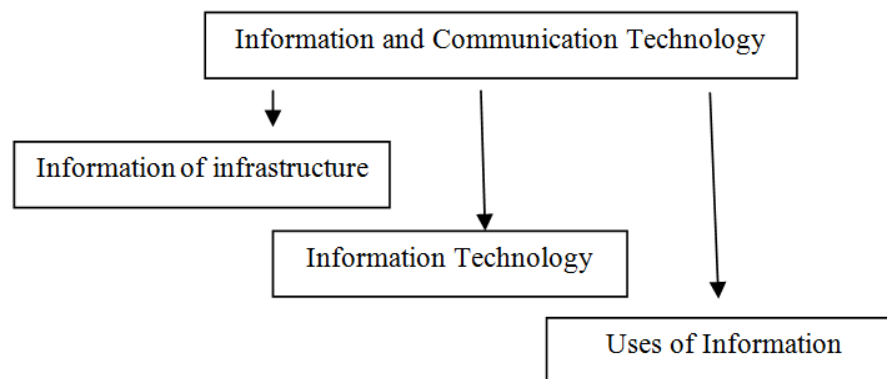 Information and Communication Technology
Information of infrastructure
Information Technology
Uses of Information